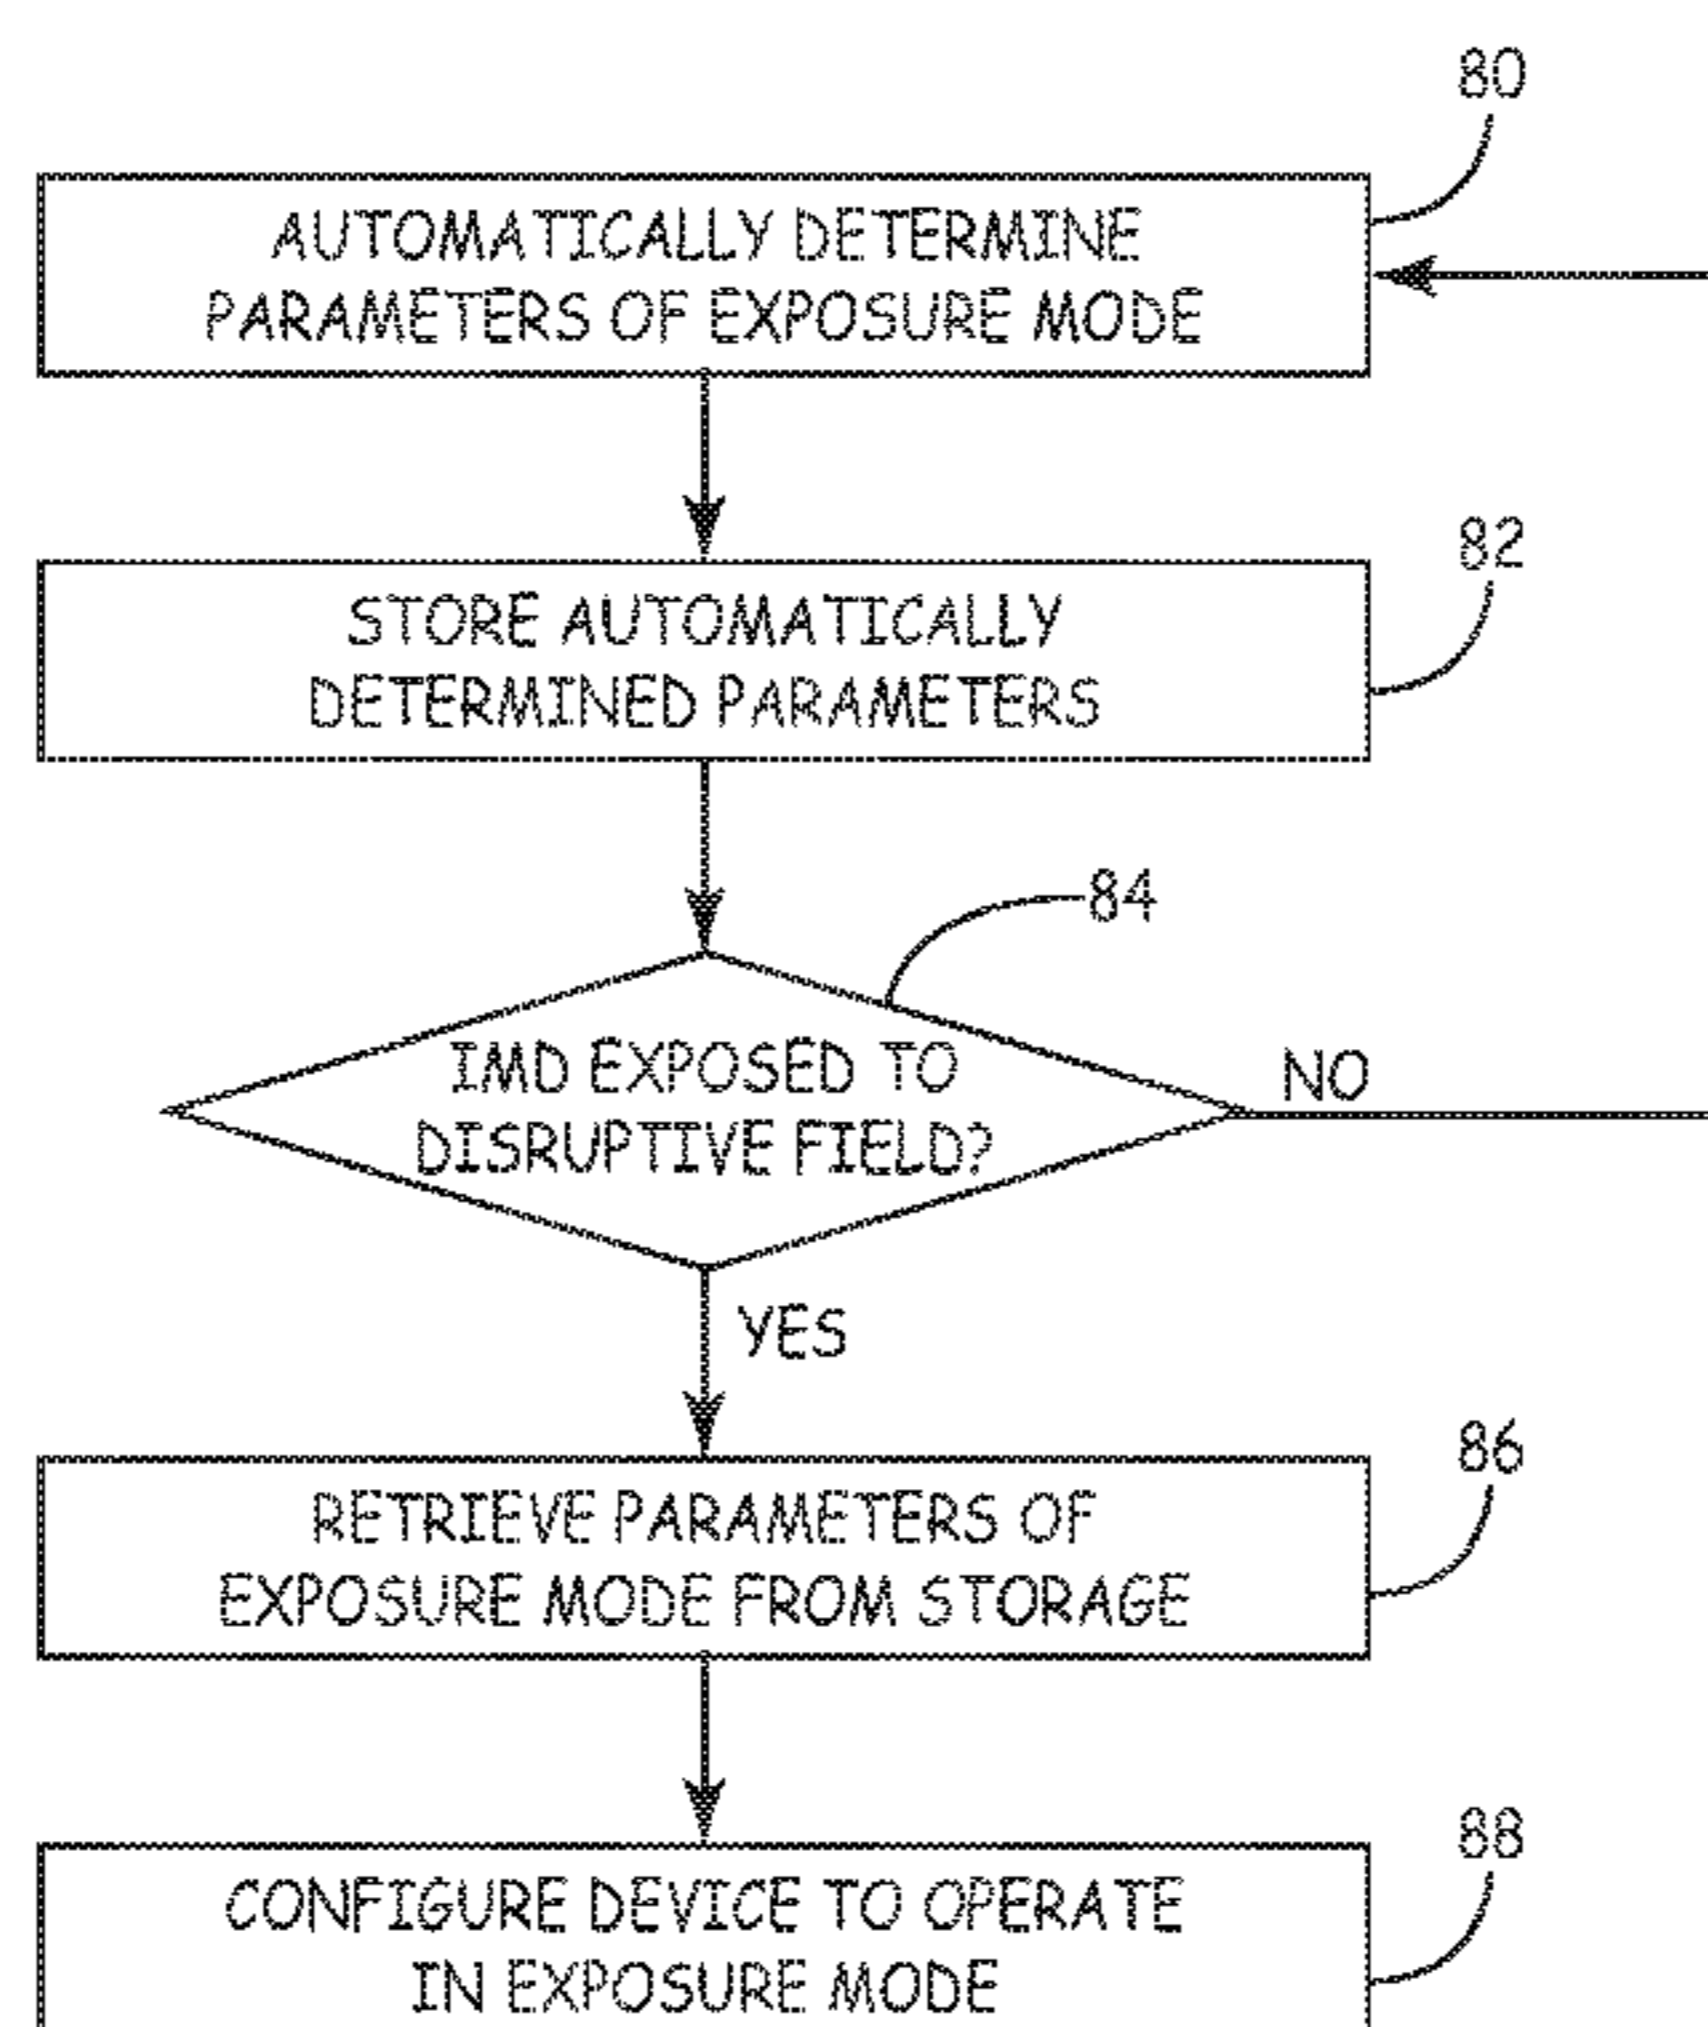 80
AUTOMATICALLY DETERMINE
PARAMETERS OF EXPOSURE MODE
82
STORE AUTOMATICALLY
DETERMINED PARAMETERS
84
IMD EXPOSED TO
DISRUPTIVE FIELD?
NO
YES
86
RETRIEVE PARAMETERS OF
EXPOSURE MODE FROM STORAGE
88
CONFIGURE DEVICE TO OPERATE
IN EXPOSURE MODE